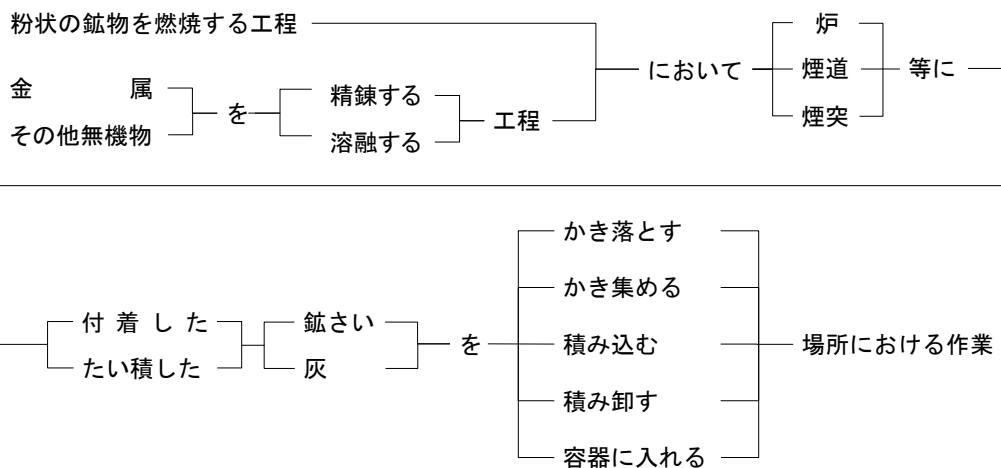 粉状の鉱物を燃焼する工程
金属
その他無機物
を
精錬する
溶融する
工程
において
炉
煙道
煙突
等に
付着した
たい積した
鉱さい
灰
を
かき落とす
かき集める
積み込む
積み卸す
容器に入れる
場所における作業